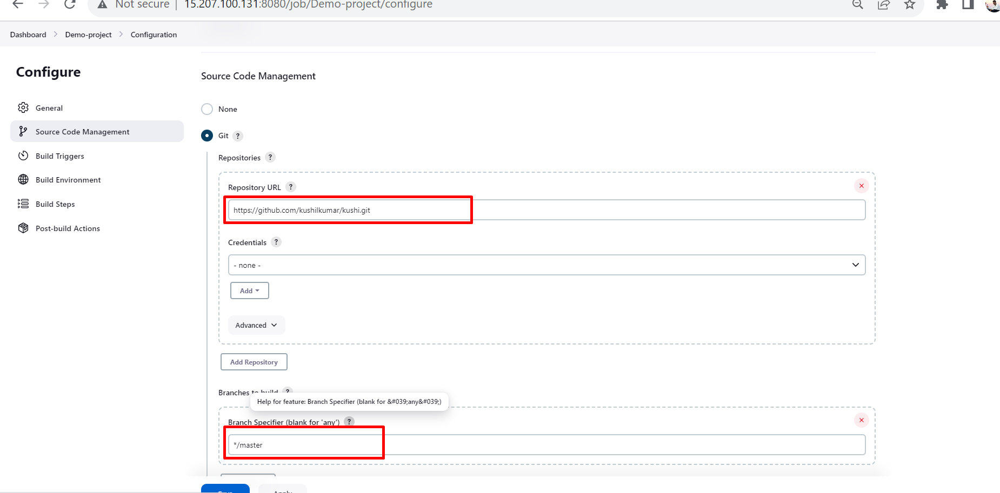 Not secure | 15.207.100.131:8080/job/Demo-project/configure
Dashboard > Demo-project > Configuration
Configure
General
Source Code Management
Build Triggers
Build Environment
Build Steps
Post-build Actions
Source Code Management
None
Git ?
Repositories ?
Repository URL ?
https://github.com/kushilkumar/kushi.git
Credentials ?
- none -
Add
Advanced
Add Repository
Branches to build ?
Help for feature: Branch Specifier (blank for &#039;any&#039;)
Branch Specifier (blank for 'any') ?
*/master
Save
Apply